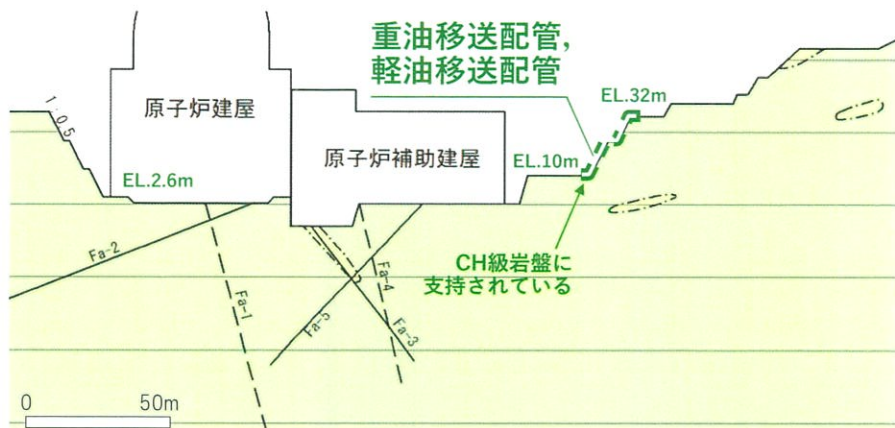 重油移送配管,
軽油移送配管
EL.32m
1:0.5
原子炉建屋
原子炉補助建屋
EL.10m
EL.2.6m
CH級岩盤に
支持されている
Fa-2
Fa-1
Fa-4
Fa-5
Fa-3
0
50m